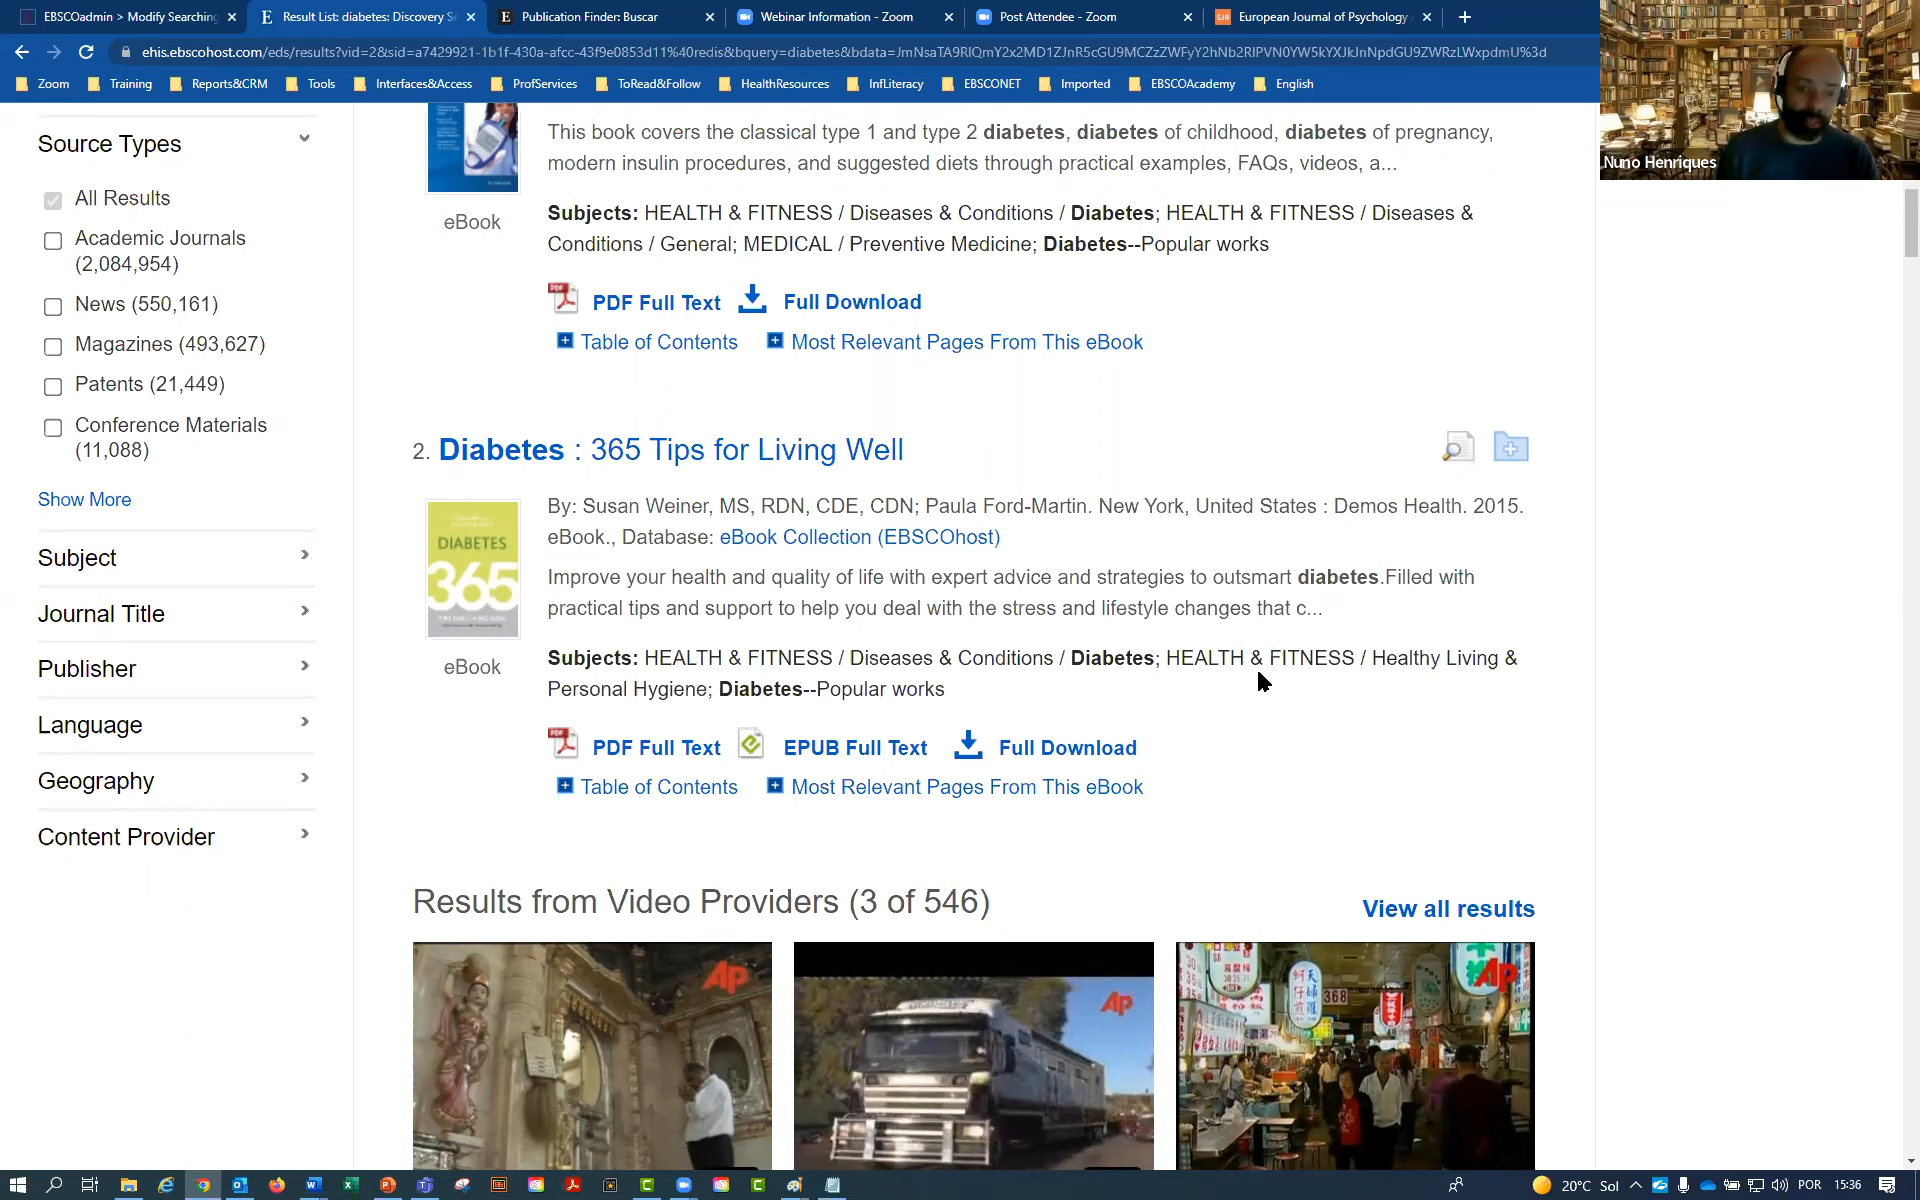 EBSCOadmin > Modify Searching
Result List: diabetes: Discovery Se
Publication Finder: Buscar
Webinar Information - Zoom
Post Attendee - Zoom
SJR European Journal of Psychology
ehis.ebscohost.com/eds/results?vid=2&sid=a7429921-1b1f-430a-afcc-43f9e0853d11%40redis&bquery=diabetes&bdata=JmNsaTA9RlQmY2x2MD1ZJnR5cGU9MCZzZWFyY2hNb2RlPVN0YW5kYXJkJnNpdGU9ZWRzLWxpdmU%3d
Zoom
Training
Reports&CRM
Tools
Interfaces&Access
ProfServices
ToRead&Follow
HealthResources
InfLiteracy
EBSCONET
Imported
EBSCOAcademy
English
Nuno Henriques
Source Types
All Results
Academic Journals
(2,084,954)
News (550,161)
Magazines (493,627)
Patents (21,449)
Conference Materials
(11,088)
Show More
Subject
Journal Title
Publisher
Language
Geography
Content Provider
This book covers the classical type 1 and type 2 diabetes, diabetes of childhood, diabetes of pregnancy,
modern insulin procedures, and suggested diets through practical examples, FAQs, videos, a...
eBook
Subjects: HEALTH & FITNESS / Diseases & Conditions / Diabetes; HEALTH & FITNESS / Diseases &
Conditions / General; MEDICAL / Preventive Medicine; Diabetes--Popular works
PDF Full Text
Full Download
Table of Contents
Most Relevant Pages From This eBook
2. Diabetes : 365 Tips for Living Well
DIABETES
365
By: Susan Weiner, MS, RDN, CDE, CDN; Paula Ford-Martin. New York, United States : Demos Health. 2015.
eBook., Database: eBook Collection (EBSCOhost)
Improve your health and quality of life with expert advice and strategies to outsmart diabetes.Filled with
practical tips and support to help you deal with the stress and lifestyle changes that c...
eBook
Subjects: HEALTH & FITNESS / Diseases & Conditions / Diabetes; HEALTH & FITNESS / Healthy Living &
Personal Hygiene; Diabetes--Popular works
PDF Full Text
EPUB Full Text
Full Download
Table of Contents
Most Relevant Pages From This eBook
Results from Video Providers (3 of 546)
View all results
AP
AP
AP
368
20°C Sol
POR
15:36